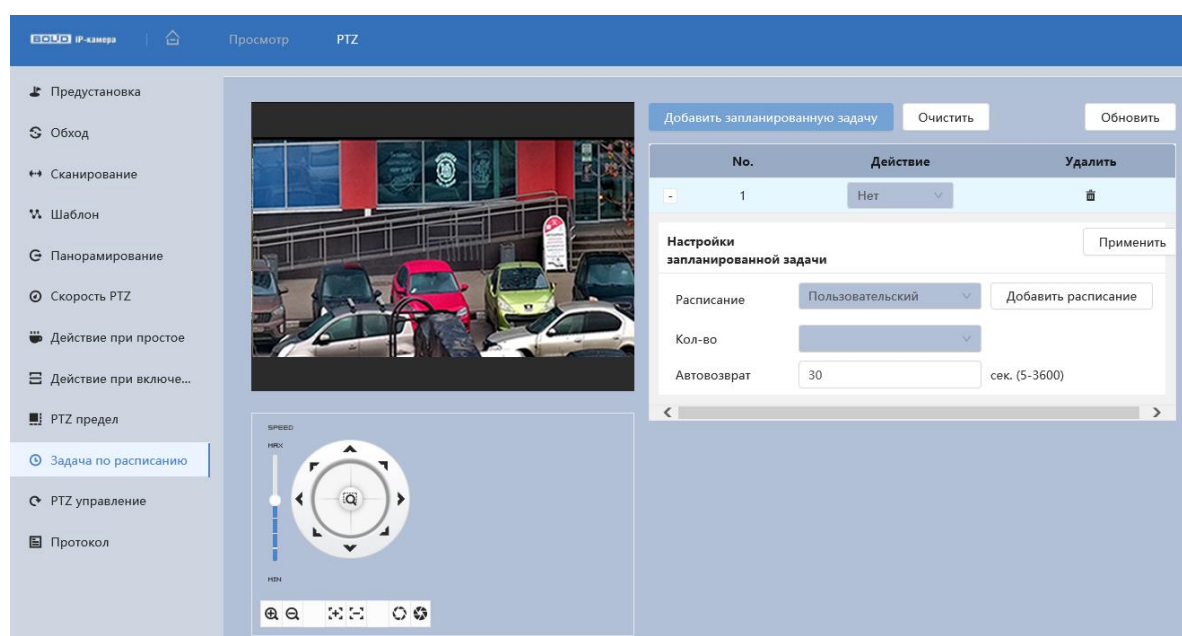 BOLID IP-камера
Просмотр
PTZ
Предустановка
Обход
Сканирование
Шаблон
Панорамирование
Скорость PTZ
Действие при простое
Действие при включе...
PTZ предел
Задача по расписанию
PTZ управление
Протокол
SPEED
MAX
MIN
Добавить запланированную задачу
Очистить
Обновить
No.
Действие
Удалить
-
1
Нет
Настройки
запланированной задачи
Применить
Расписание
Пользовательский
Добавить расписание
Кол-во
Автовозврат
30
сек. (5-3600)